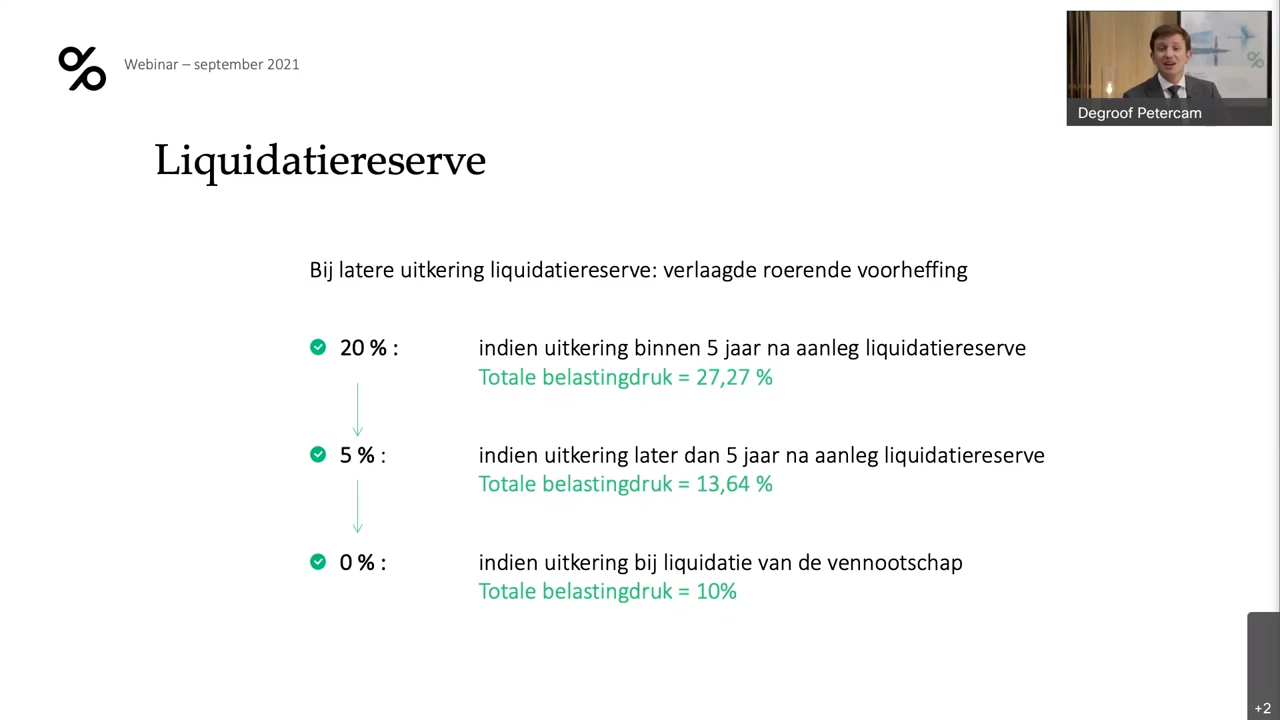 Webinar – september 2021
Degroof Petercam
Liquidatiereserve
Bij latere uitkering liquidatiereserve: verlaagde roerende voorheffing
20 % : indien uitkering binnen 5 jaar na aanleg liquidatiereserve
Totale belastingdruk = 27,27 %
5 % : indien uitkering later dan 5 jaar na aanleg liquidatiereserve
Totale belastingdruk = 13,64 %
0 % : indien uitkering bij liquidatie van de vennootschap
Totale belastingdruk = 10%
+2